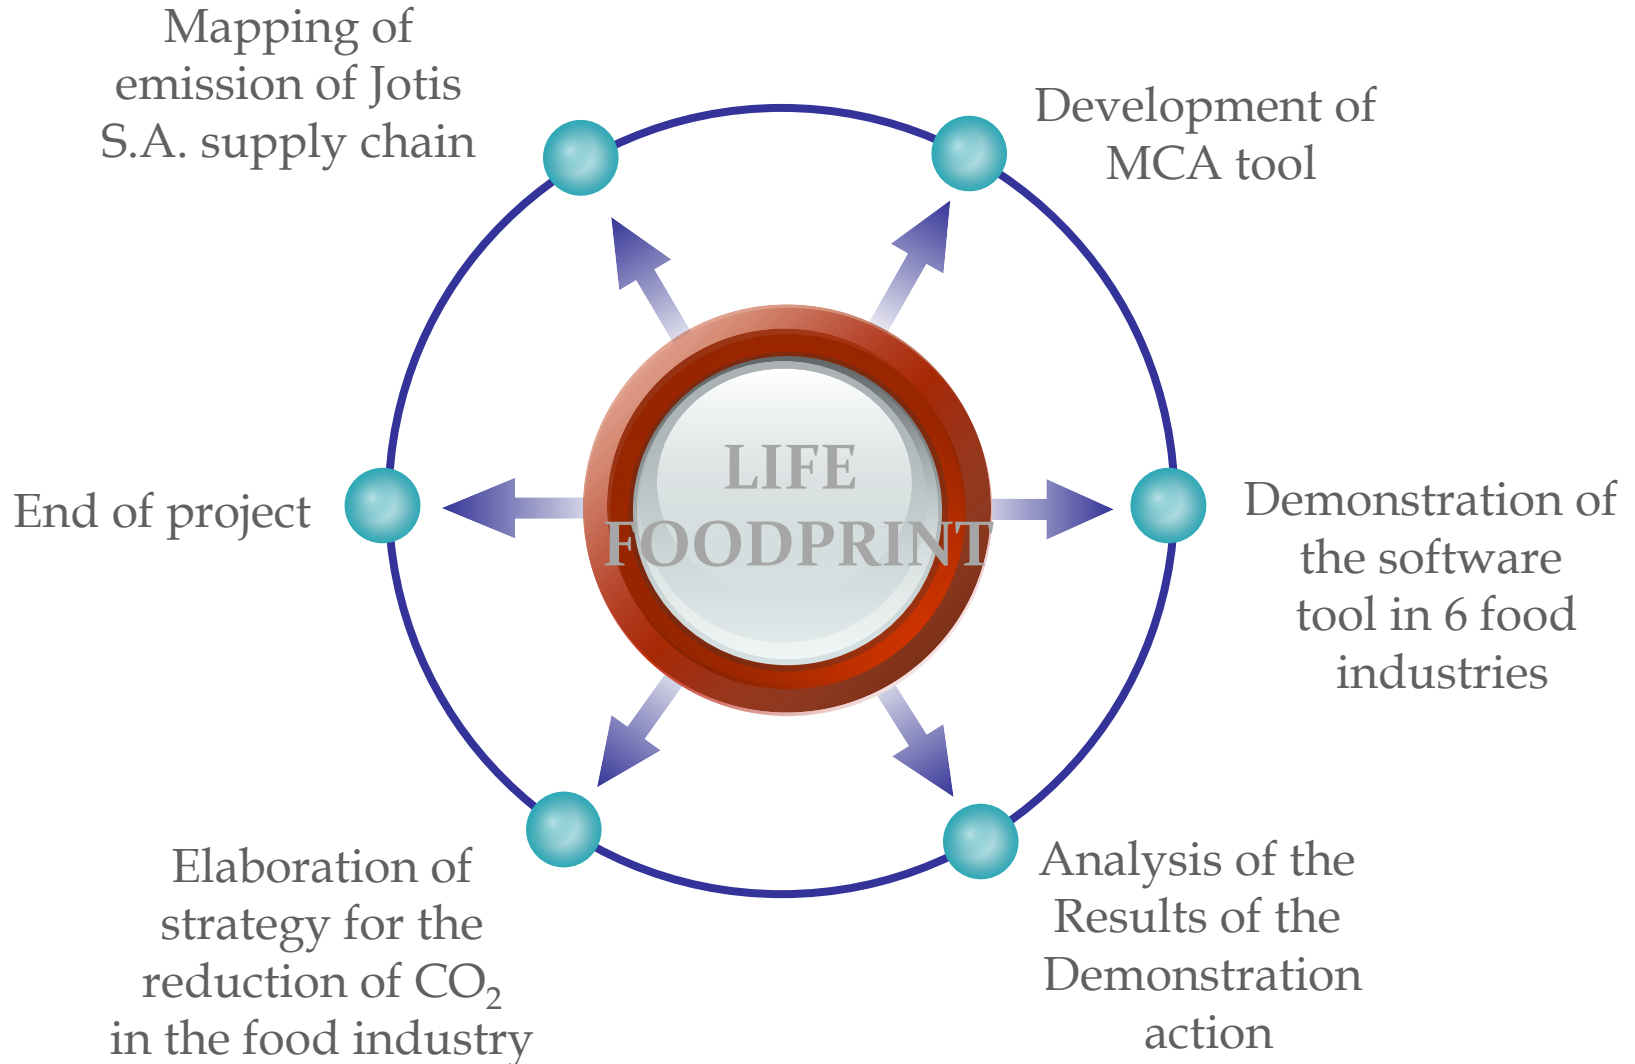 Mapping of
emission of Jotis
S.A. supply chain
Development of
MCA tool
LIFE
FOODPRINT
End of project
Demonstration of
the software
tool in 6 food
industries
Elaboration of
strategy for the
reduction of CO₂
in the food industry
Analysis of the
Results of the
Demonstration
action